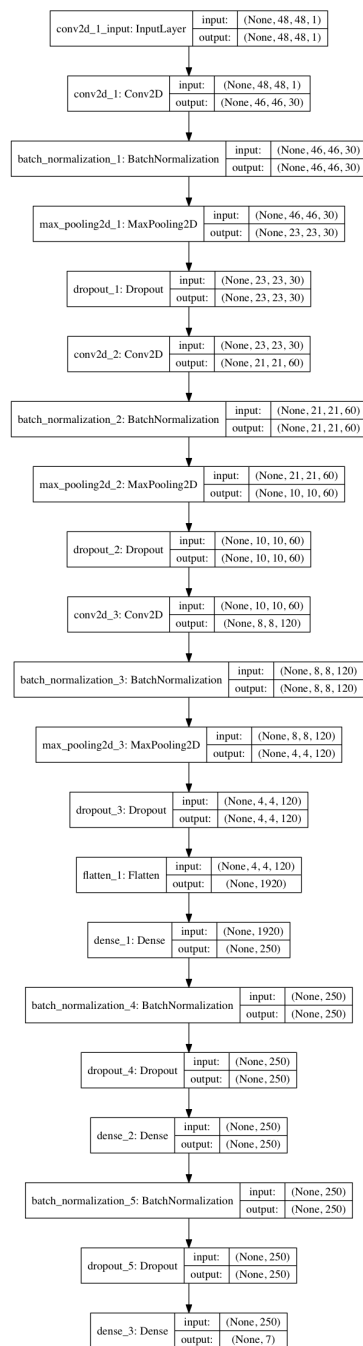 conv2d_1_input: InputLayer input: (None, 48, 48, 1)
output: (None, 48, 48, 1)
conv2d_1: Conv2D input: (None, 48, 48, 1)
output: (None, 46, 46, 30)
batch_normalization_1: BatchNormalization input: (None, 46, 46, 30)
output: (None, 46, 46, 30)
max_pooling2d_1: MaxPooling2D input: (None, 46, 46, 30)
output: (None, 23, 23, 30)
dropout_1: Dropout input: (None, 23, 23, 30)
output: (None, 23, 23, 30)
conv2d_2: Conv2D input: (None, 23, 23, 30)
output: (None, 21, 21, 60)
batch_normalization_2: BatchNormalization input: (None, 21, 21, 60)
output: (None, 21, 21, 60)
max_pooling2d_2: MaxPooling2D input: (None, 21, 21, 60)
output: (None, 10, 10, 60)
dropout_2: Dropout input: (None, 10, 10, 60)
output: (None, 10, 10, 60)
conv2d_3: Conv2D input: (None, 10, 10, 60)
output: (None, 8, 8, 120)
batch_normalization_3: BatchNormalization input: (None, 8, 8, 120)
output: (None, 8, 8, 120)
max_pooling2d_3: MaxPooling2D input: (None, 8, 8, 120)
output: (None, 4, 4, 120)
dropout_3: Dropout input: (None, 4, 4, 120)
output: (None, 4, 4, 120)
flatten_1: Flatten input: (None, 4, 4, 120)
output: (None, 1920)
dense_1: Dense input: (None, 1920)
output: (None, 250)
batch_normalization_4: BatchNormalization input: (None, 250)
output: (None, 250)
dropout_4: Dropout input: (None, 250)
output: (None, 250)
dense_2: Dense input: (None, 250)
output: (None, 250)
batch_normalization_5: BatchNormalization input: (None, 250)
output: (None, 250)
dropout_5: Dropout input: (None, 250)
output: (None, 250)
dense_3: Dense input: (None, 250)
output: (None, 7)